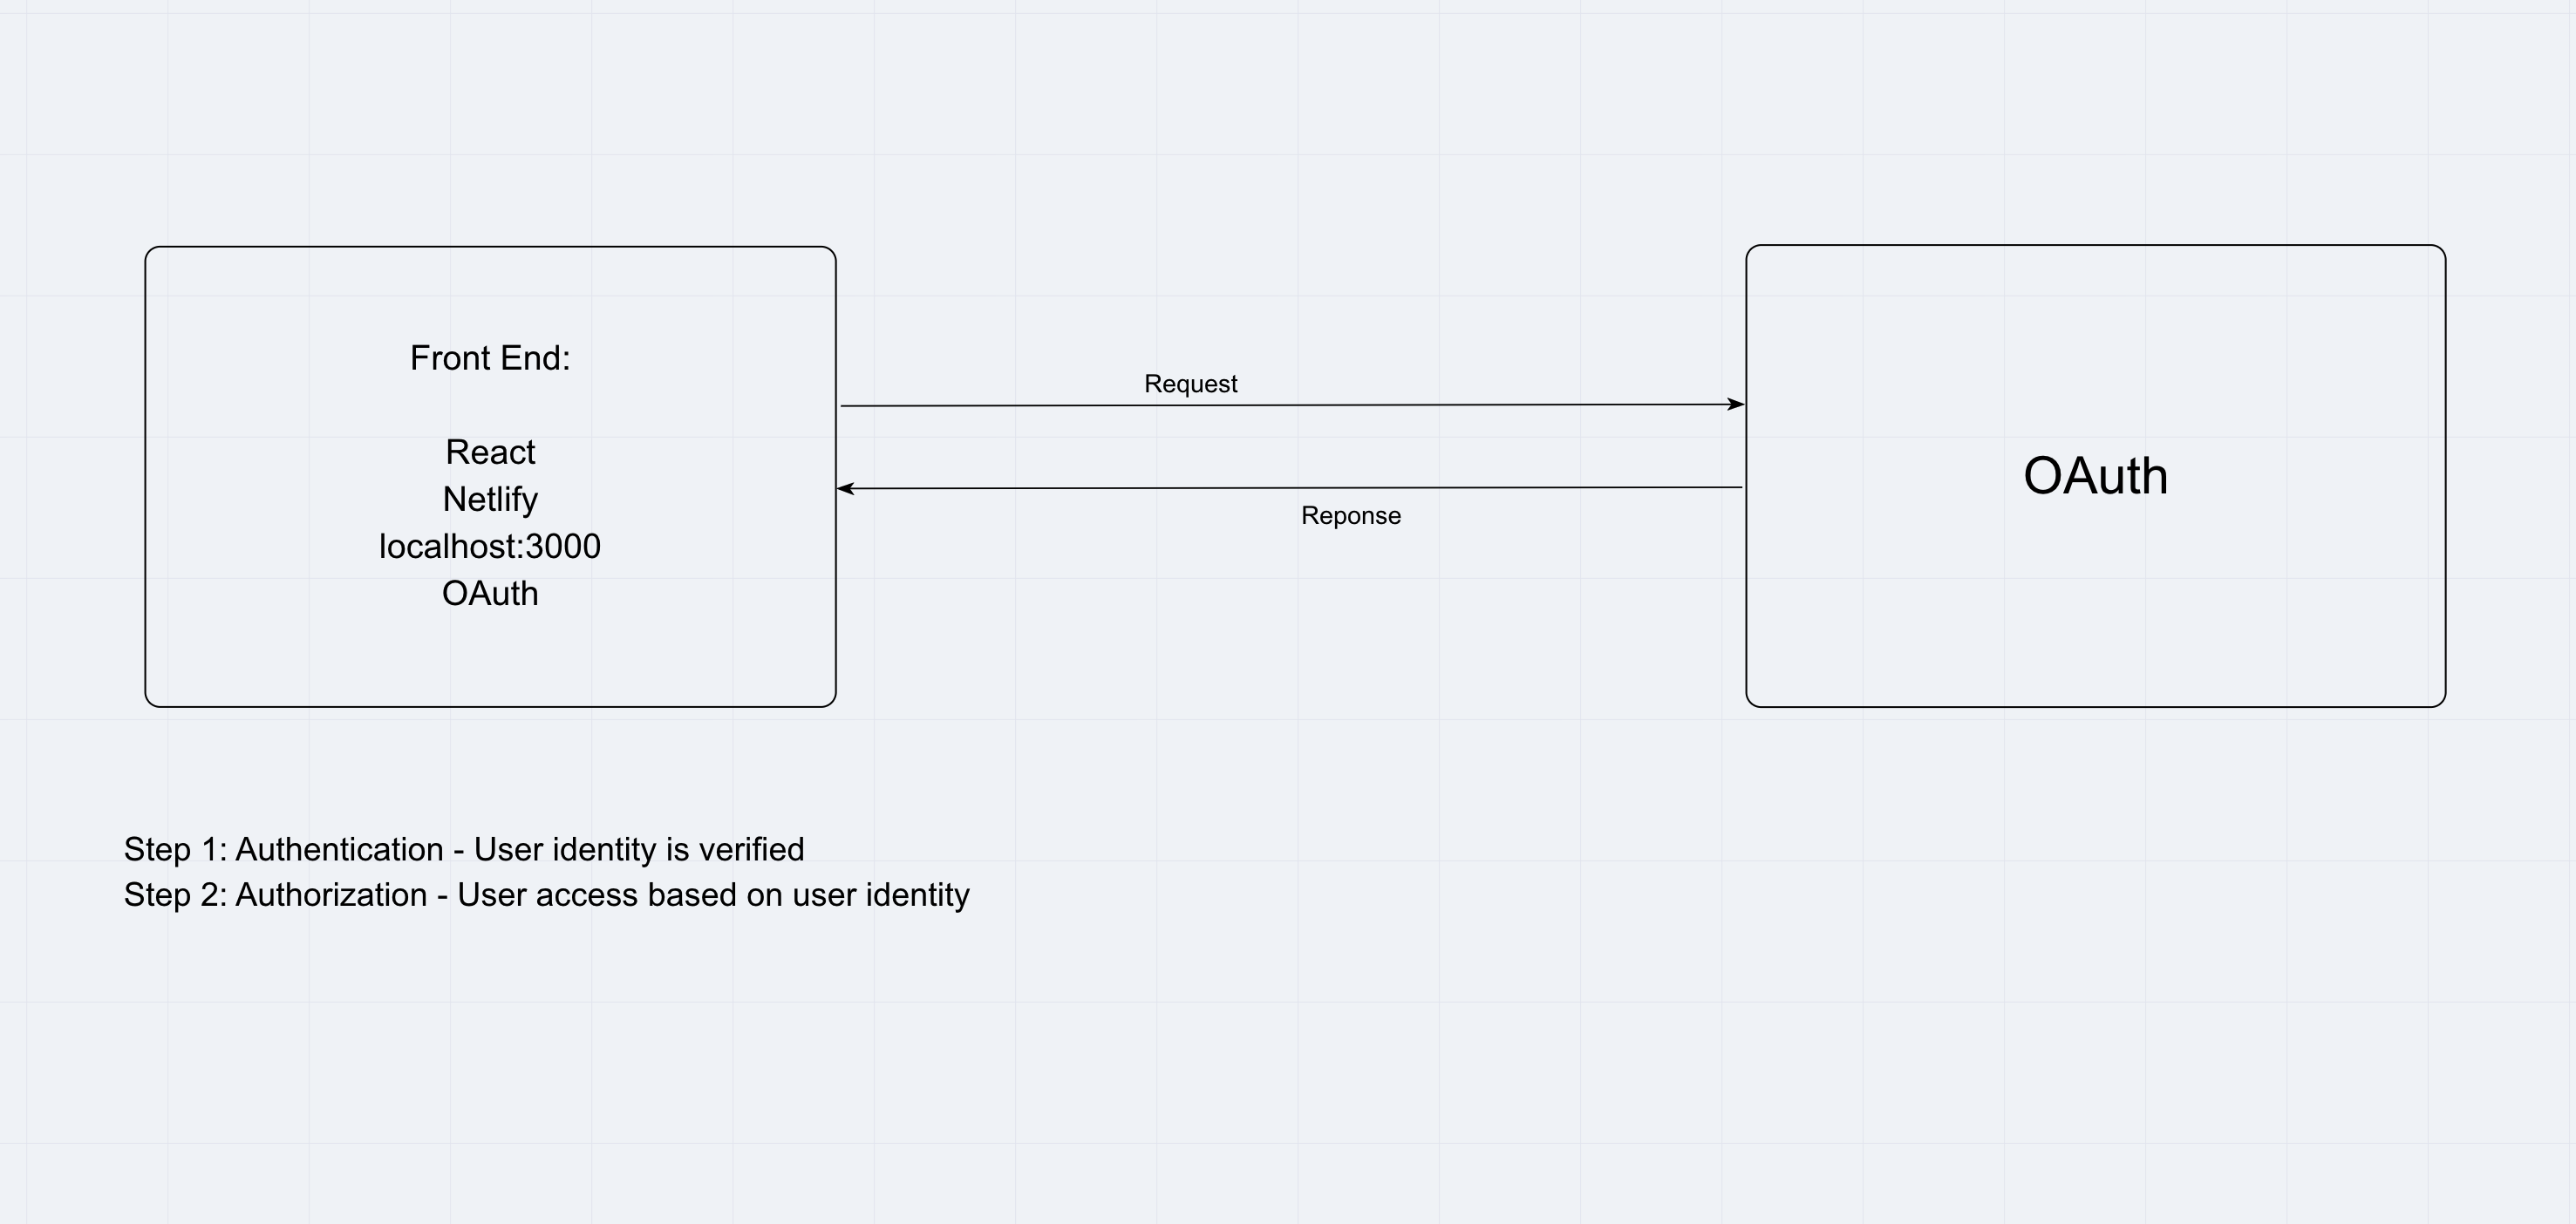 Front End:
React
Netlify
localhost:3000
OAuth
Request
Reponse
OAuth
Step 1: Authentication - User identity is verified
Step 2: Authorization - User access based on user identity